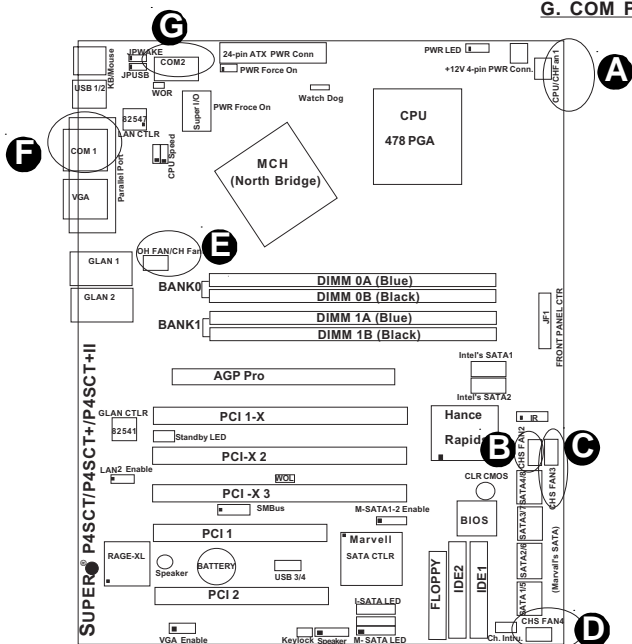 G. COM P
G
JPWAKE
JPUSB
COM2
24-pin ATX PWR Conn
PWR Force On
PWR LED
+12V 4-pin PWR Conn.
CPU/CHFan1
A
KB/Mouse
USB 1/2
WOR
Super I/O
PWR Froce On
Watch Dog
82547
LAN CTLR
CPU Speed
CPU
478 PGA
F
COM 1
Parallel Port
VGA
MCH
(North Bridge)
E
OH FAN/CH Fan
GLAN 1
GLAN 2
BANK0
DIMM 0A (Blue)
DIMM 0B (Black)
BANK1
DIMM 1A (Blue)
DIMM 1B (Black)
JF1
FRONT PANEL CTR
Intel's SATA1
Intel's SATA2
AGP Pro
GLAN CTLR
82541
PCI 1-X
Standby LED
Hance
Rapids
IR
B
CHS FAN2
C
CHS FAN3
PCI-X 2
LAN2 Enable
WOL
CLR CMOS
SATA4/8
PCI -X 3
SMBus
M-SATA1-2 Enable
BIOS
SATA3/7
(Marval's SATA)
PCI 1
RAGE-XL
Speaker
BATTERY
USB 3/4
Marvell
SATA CTLR
FLOPPY
IDE2
IDE1
SATA2/6
SATA1/5
PCI 2
I-SATA LED
D
CHS FAN4
Ch. Intru.
VGA Enable
Keylock
Speaker
M- SATA LED
SUPER® P4SCT/P4SCT+/P4SCT+II